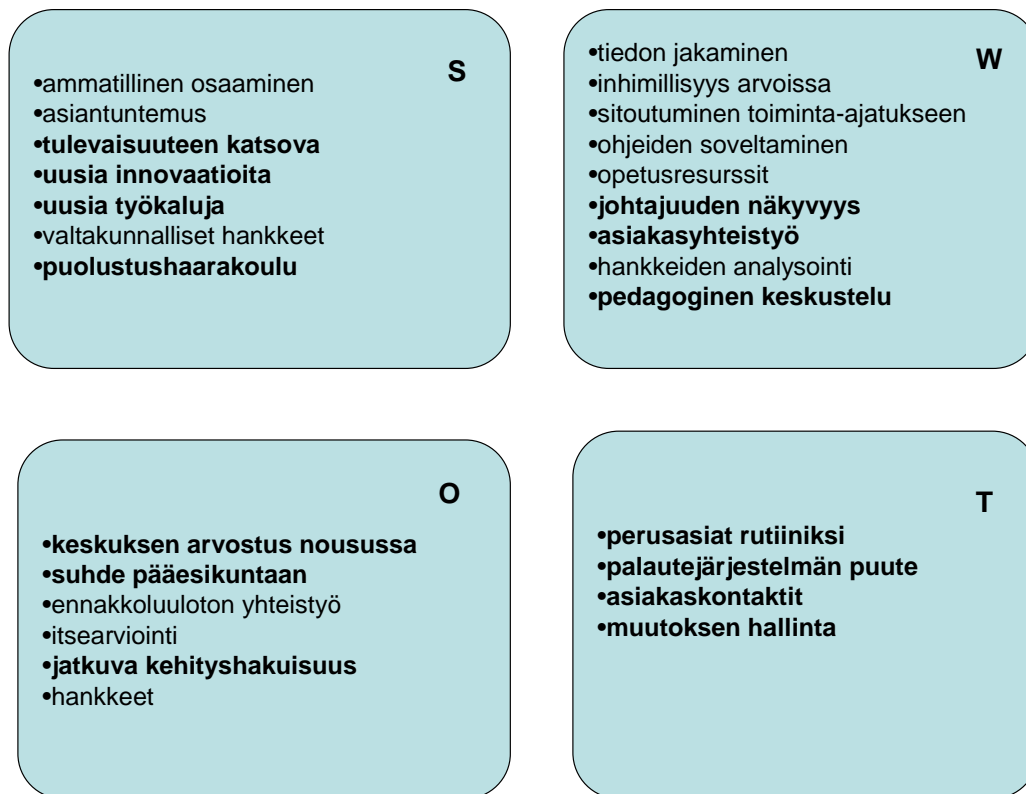 S
•ammatillinen osaaminen
•asiantuntemus
•tulevaisuuteen katsova
•uusia innovaatioita
•uusia työkaluja
•valtakunnalliset hankkeet
•puolustushaarakoulu
W
•tiedon jakaminen
•inhimillisyys arvoissa
•sitoutuminen toiminta-ajatukseen
•ohjeiden soveltaminen
•opetusresurssit
•johtajuuden näkyvyys
•asiakasyhteistyö
•hankkeiden analysointi
•pedagoginen keskustelu
O
•keskuksen arvostus nousussa
•suhde pääesikuntaan
•ennakkoluuloton yhteistyö
•itsearviointi
•jatkuva kehityshakuisuus
•hankkeet
T
•perusasiat rutiiniksi
•palautejärjestelmän puute
•asiakaskontaktit
•muutoksen hallinta